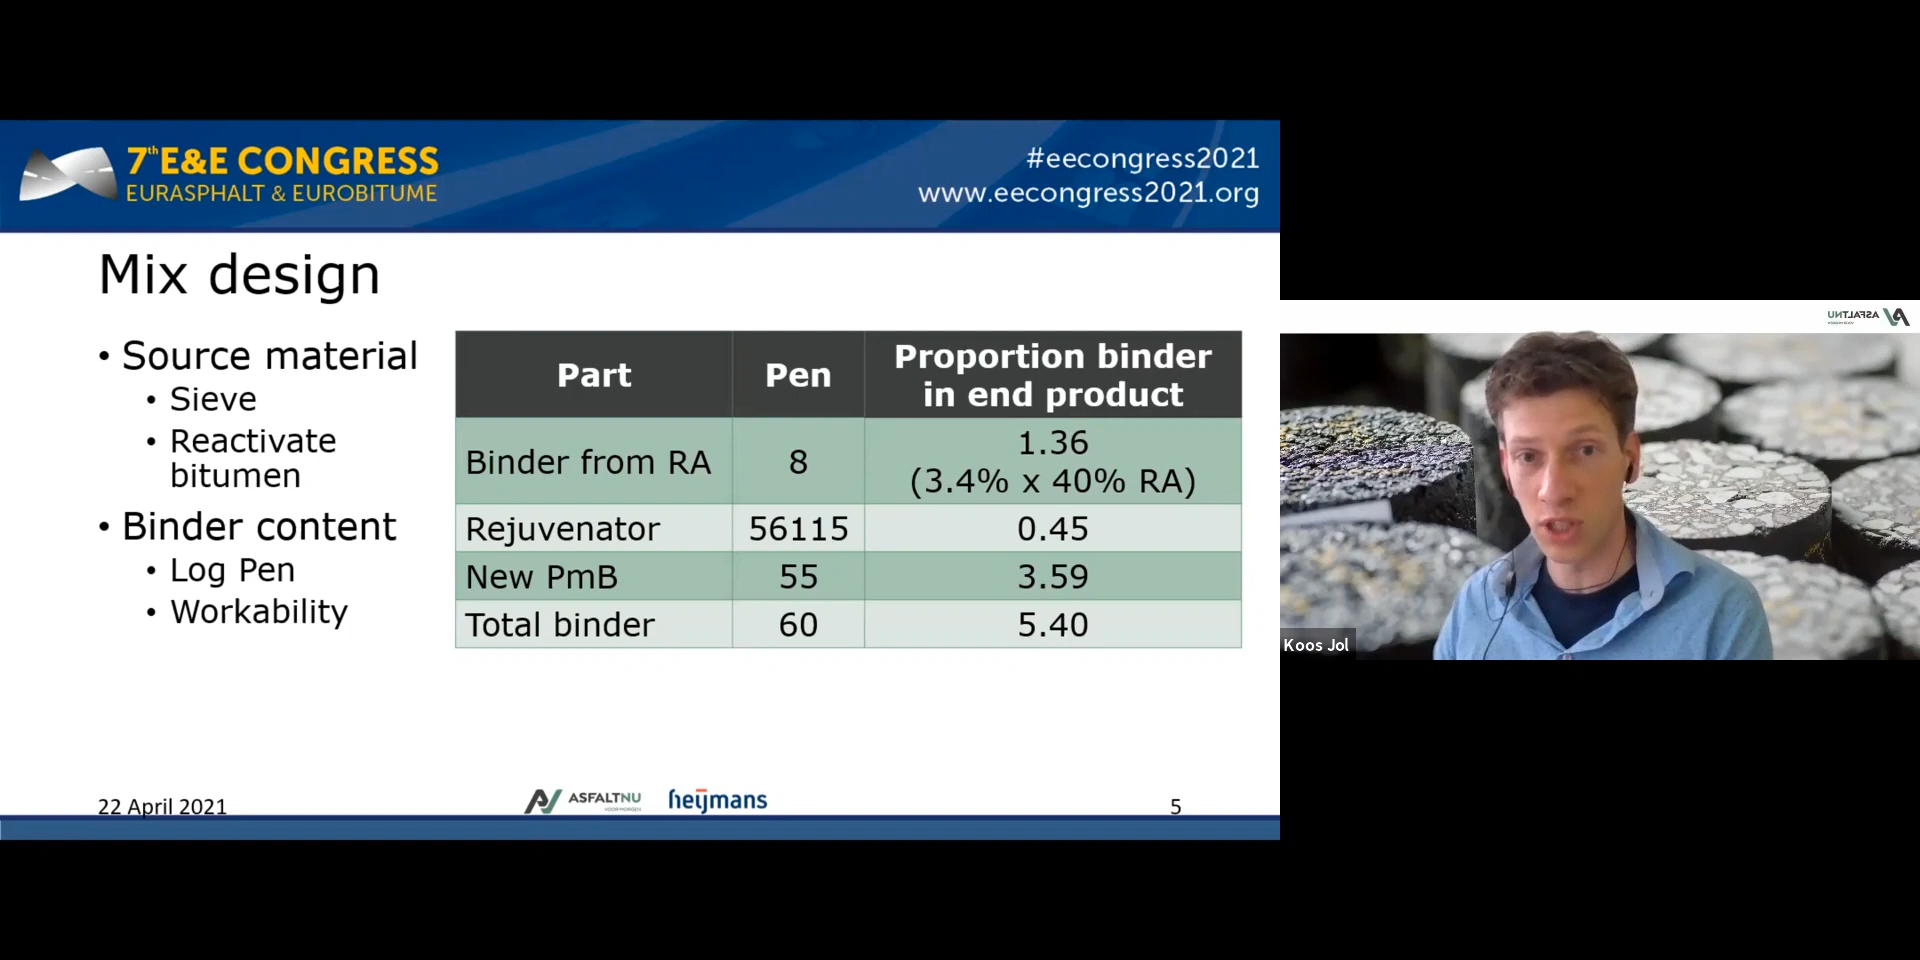 7th E&E CONGRESS
EURASPHALT & EUROBITUME
#eecongress2021
www.eecongress2021.org
Mix design
• Source material
• Sieve
• Reactivate
bitumen
• Binder content
• Log Pen
• Workability
Part Pen Proportion binder
in end product
Binder from RA 8 1.36
(3.4% x 40% RA)
Rejuvenator 56115 0.45
New PmB 55 3.59
Total binder 60 5.40
22 April 2021
ASFALTNU
VOOR MORGEN
heijmans
5
ASFALTNU
Koos Jol